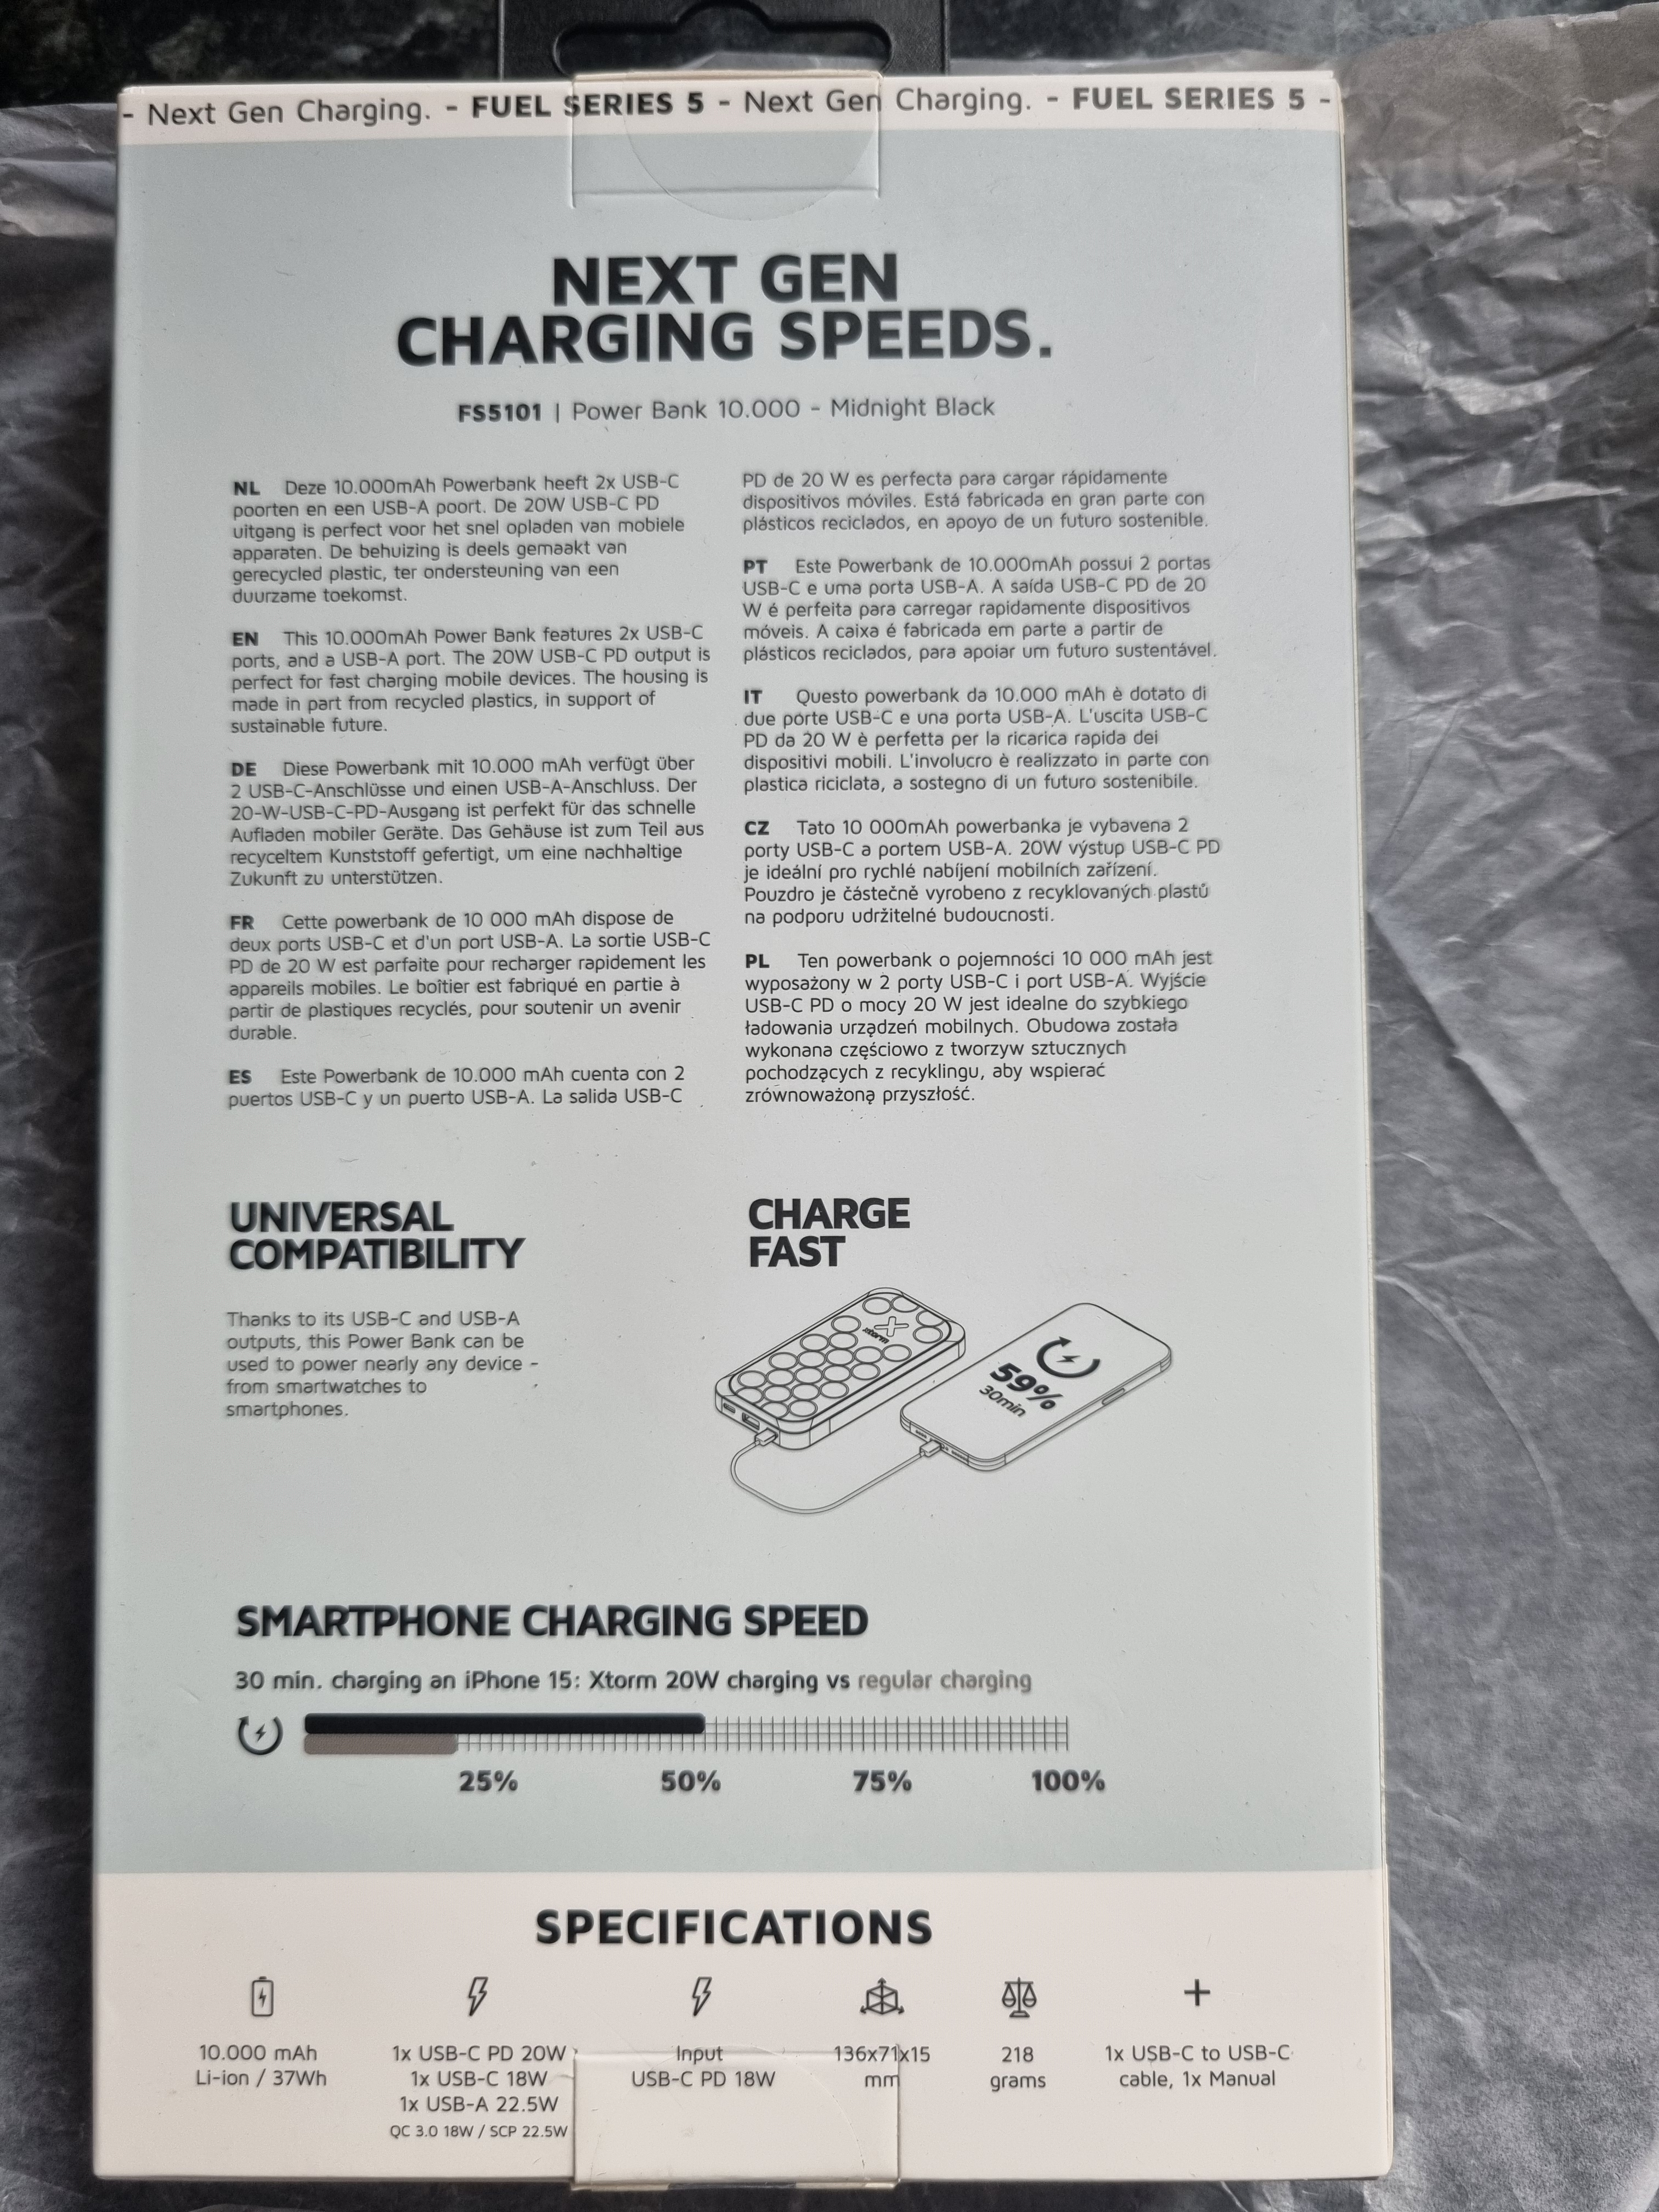 - Next Gen Charging. - FUEL SERIES 5 - Next Gen Charging. - FUEL SERIES 5 -
NEXT GEN
CHARGING SPEEDS.
FS5101 | Power Bank 10.000 - Midnight Black
NL Deze 10.000mAh Powerbank heeft 2x USB-C
poorten en een USB-A poort. De 20W USB-C PD
uitgang is perfect voor het snel opladen van mobiele
apparaten. De behuizing is deels gemaakt van
gerecycled plastic, ter ondersteuning van een
duurzame toekomst.
EN This 10.000mAh Power Bank features 2x USB-C
ports, and a USB-A port. The 20W USB-C PD output is
perfect for fast charging mobile devices. The housing is
made in part from recycled plastics, in support of
sustainable future.
DE Diese Powerbank mit 10.000 mAh verfügt über
2 USB-C-Anschlüsse und einen USB-A-Anschluss. Der
20-W-USB-C-PD-Ausgang ist perfekt für das schnelle
Aufladen mobiler Geräte. Das Gehäuse ist zum Teil aus
recyceltem Kunststoff gefertigt, um eine nachhaltige
Zukunft zu unterstützen.
FR Cette powerbank de 10 000 mAh dispose de
deux ports USB-C et d'un port USB-A. La sortie USB-C
PD de 20 W est parfaite pour recharger rapidement les
appareils mobiles. Le boîtier est fabriqué en partie à
partir de plastiques recyclés, pour soutenir un avenir
durable.
ES Este Powerbank de 10.000 mAh cuenta con 2
puertos USB-C y un puerto USB-A. La salida USB-C
PD de 20 W es perfecta para cargar rápidamente
dispositivos móviles. Está fabricada en gran parte con
plásticos reciclados, en apoyo de un futuro sostenible.
PT Este Powerbank de 10.000mAh possui 2 portas
USB-C e uma porta USB-A. A saída USB-C PD de 20
W é perfeita para carregar rapidamente dispositivos
móveis. A caixa é fabricada em parte a partir de
plásticos reciclados, para apoiar um futuro sustentável.
IT Questo powerbank da 10.000 mAh è dotato di
due porte USB-C e una porta USB-A. L'uscita USB-C
PD da 20 W è perfetta per la ricarica rapida dei
dispositivi mobili. L'involucro è realizzato in parte con
plastica riciclata, a sostegno di un futuro sostenibile.
CZ Tato 10 000mAh powerbanka je vybavena 2
porty USB-C a portem USB-A. 20W výstup USB-C PD
je ideální pro rychlé nabíjení mobilních zařízení.
Pouzdro je částečně vyrobeno z recyklovaných plastů
na podporu udržitelné budoucnosti.
PL Ten powerbank o pojemności 10 000 mAh jest
wyposażony w 2 porty USB-C i port USB-A. Wyjście
USB-C PD o mocy 20 W jest idealne do szybkiego
ładowania urządzeń mobilnych. Obudowa została
wykonana częściowo z tworzyw sztucznych
pochodzących z recyklingu, aby wspierać
zrównoważoną przyszłość.
UNIVERSAL
COMPATIBILITY
Thanks to its USB-C and USB-A
outputs, this Power Bank can be
used to power nearly any device -
from smartwatches to
smartphones.
CHARGE
FAST
xtorm
59%
30min
SMARTPHONE CHARGING SPEED
30 min. charging an iPhone 15: Xtorm 20W charging vs regular charging
25% 50% 75% 100%
SPECIFICATIONS
10.000 mAh
Li-ion / 37Wh
1x USB-C PD 20W
1x USB-C 18W
1x USB-A 22.5W
QC 3.0 18W / SCP 22.5W
Input
USB-C PD 18W
136x71x15
mm
218
grams
1x USB-C to USB-C
cable, 1x Manual